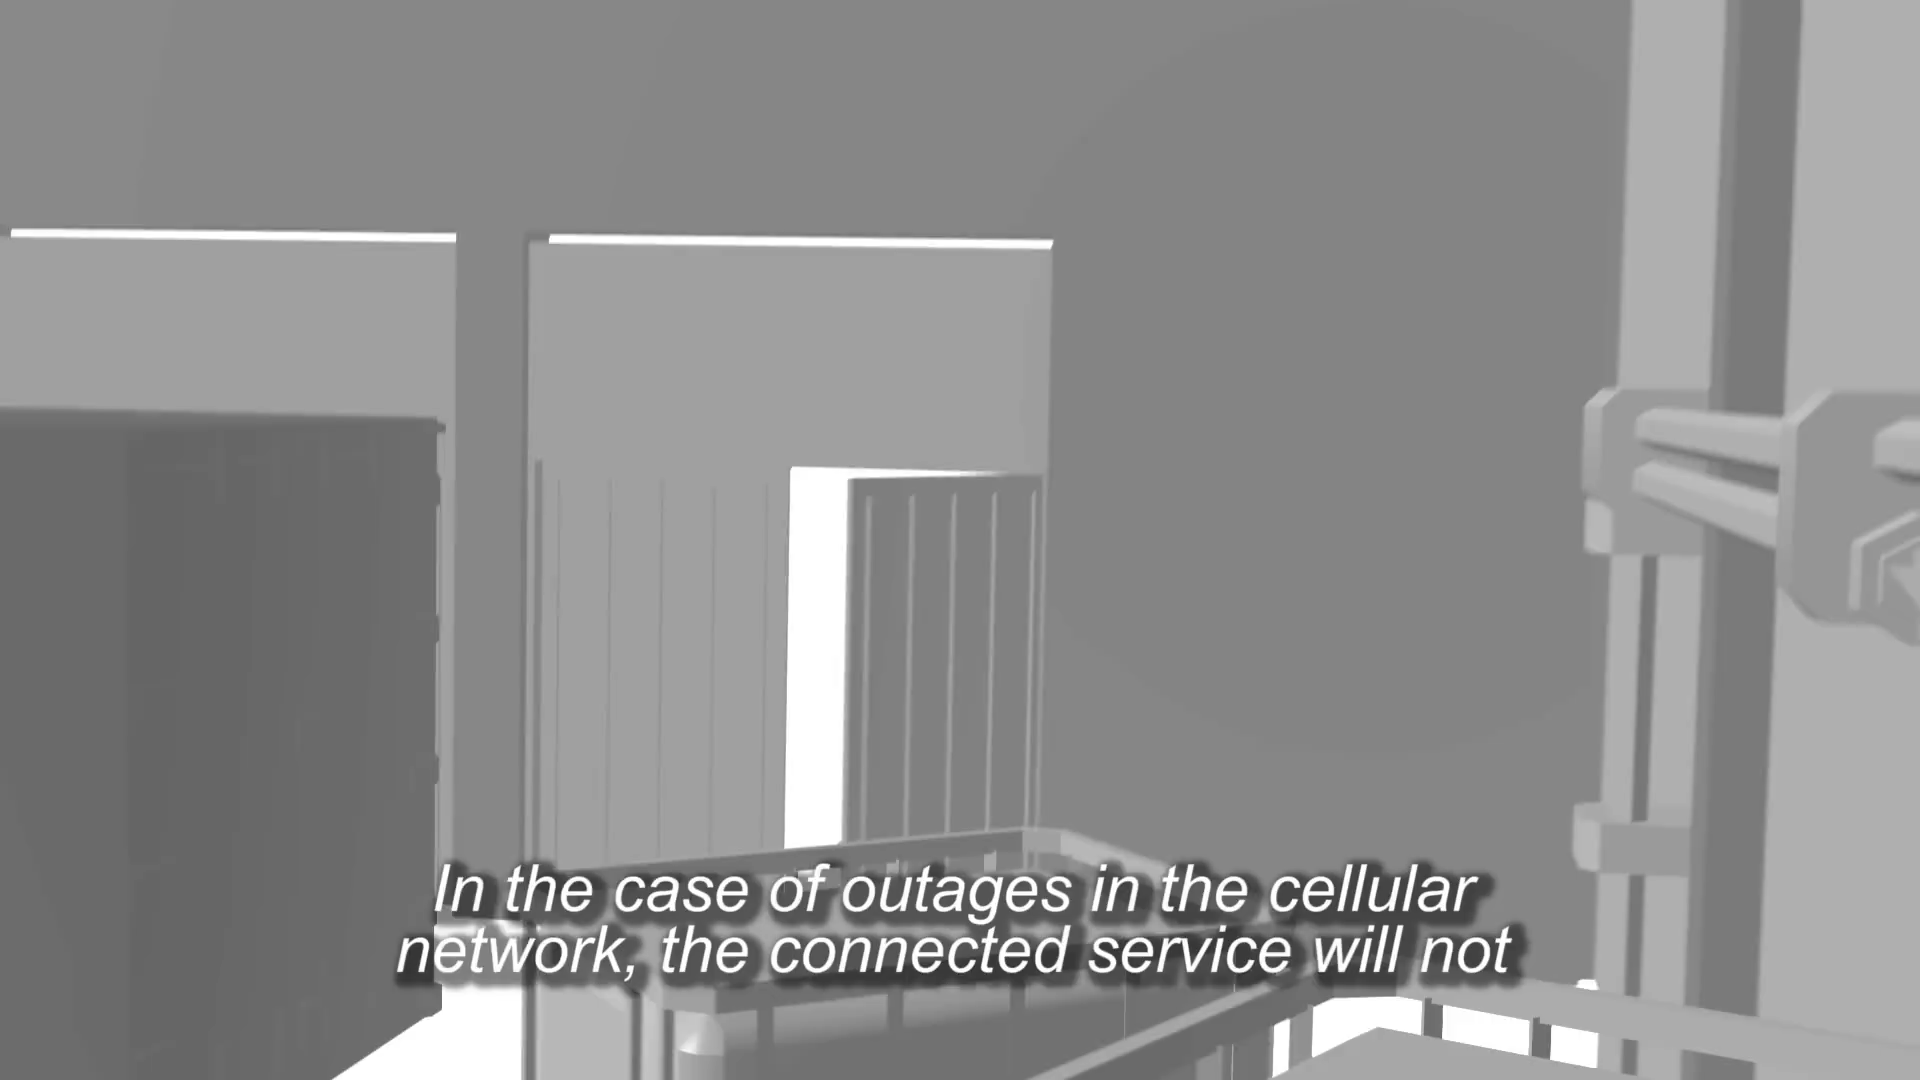 In the case of outages in the cellular
network, the connected service will not